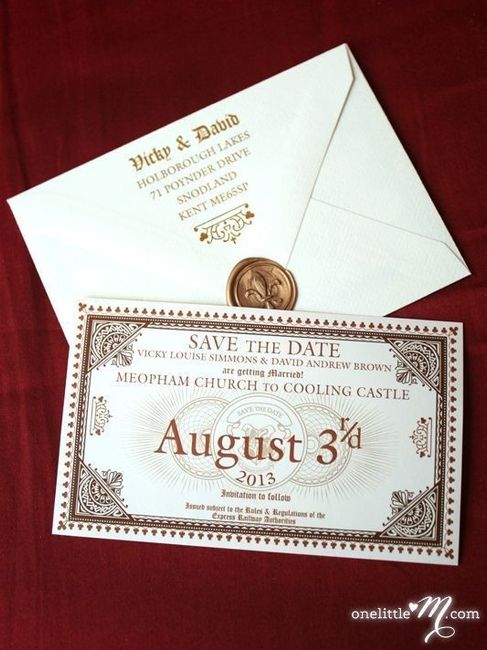 Vicky & David
HOLBOROUGH LAKES
71 POYNDER DRIVE
SNODLAND
KENT ME65SP
SAVE THE DATE
VICKY LOUISE SIMMONS & DAVID ANDREW BROWN
are getting Married!
MEOPHAM CHURCH TO COOLING CASTLE
SAVE THE DATE
August 3r/d
2013
Invitation to follow
Issued subject to the Rules & Regulations of the
Express Railway Authorities
onelittleM.com